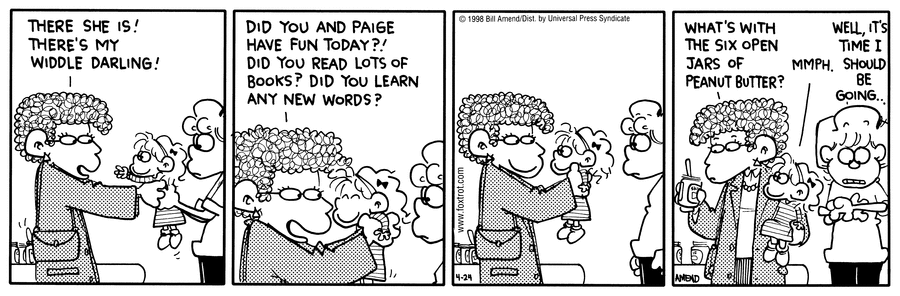 THERE SHE IS!
THERE'S MY
WIDDLE DARLING!
DID YOU AND PAIGE
HAVE FUN TODAY?!
DID YOU READ LOTS OF
BOOKS? DID YOU LEARN
ANY NEW WORDS?
© 1998 Bill Amend/Dist. by Universal Press Syndicate
www.foxtrot.com
4-24
WHAT'S WITH
THE SIX OPEN
JARS OF
PEANUT BUTTER?
MMPH.
WELL, IT'S
TIME I
SHOULD
BE
GOING...
AMEND